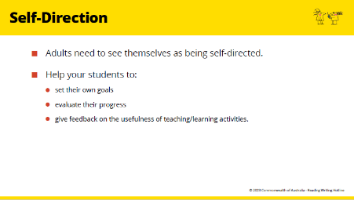 Self-Direction
Adults need to see themselves as being self-directed.
Help your students to:
set their own goals
evaluate their progress
give feedback on the usefulness of teaching/learning activities.
© 2019 Commonwealth of Australia - Reading Writing Hotline